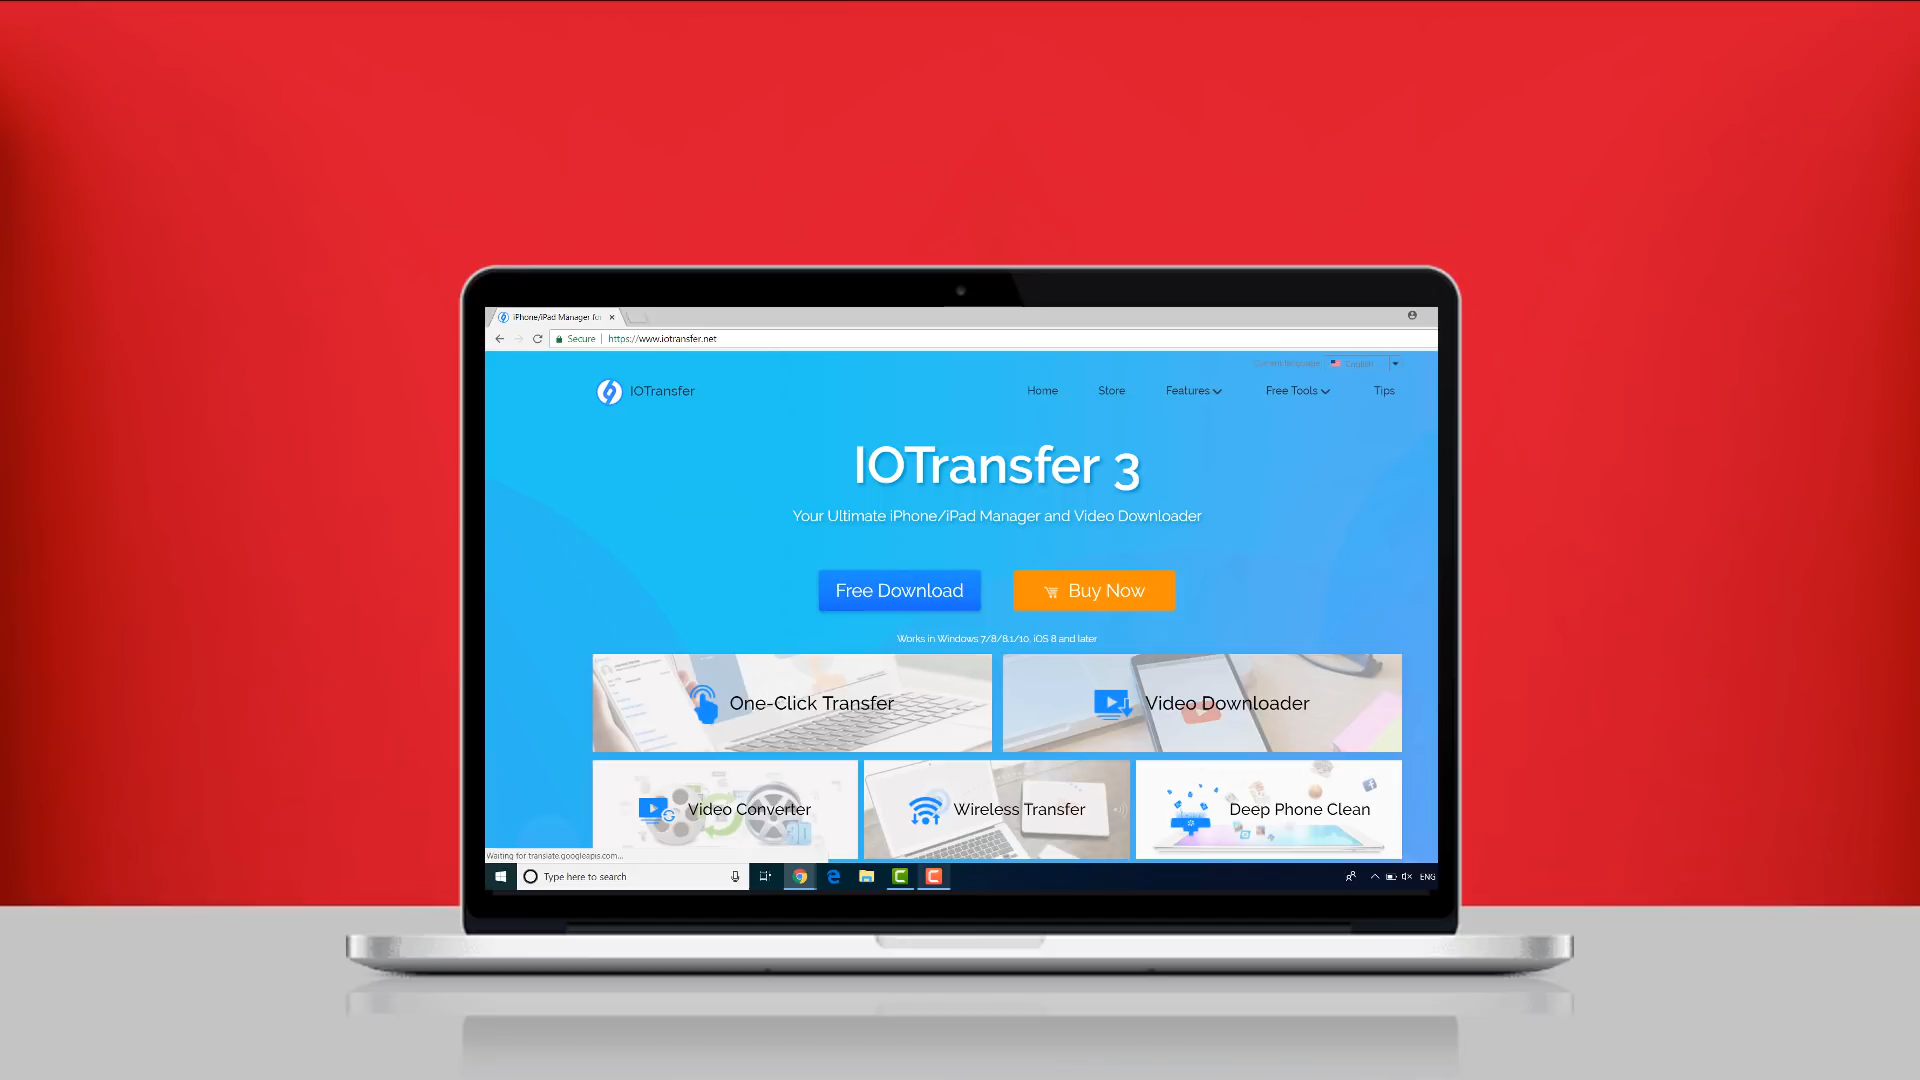 iPhone/iPad Manager for
Secure
https://www.iotransfer.net
Current language:
English
IOTransfer
Home
Store
Features
Free Tools
Tips
IOTransfer 3
Your Ultimate iPhone/iPad Manager and Video Downloader
Free Download
Buy Now
Works in Windows 7/8/8.1/10, iOS 8 and later
One-Click Transfer
Video Downloader
Video Converter
Wireless Transfer
Deep Phone Clean
Waiting for translate.googleapis.com...
Type here to search
ENG